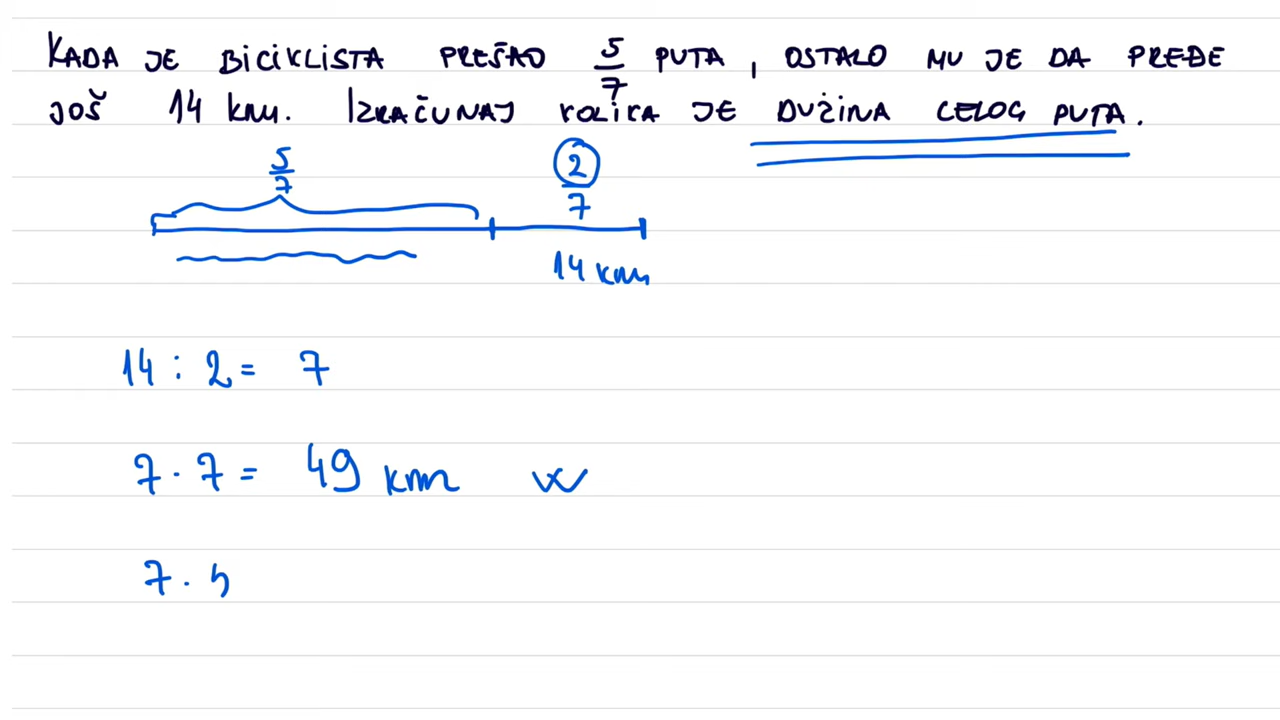 KADA JE BICIKLISTA PREŠAO 5/7 PUTA, OSTALO MU JE DA PREĐE
JOŠ 14 km. IZRAČUNAJ KOLIKA JE DUŽINA CELOG PUTA.
5/7 2/7
14 km
14 : 2 = 7
7 · 7 = 49 km
7 ·